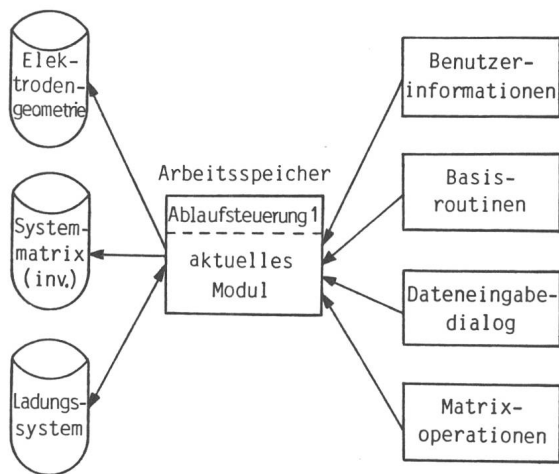 Elek-
troden-
geometrie
System-
matrix
(inv.)
Ladungs-
system
Arbeitsspeicher
Ablaufsteuerung 1
aktuelles
Modul
Benutzer-
informationen
Basis-
routinen
Dateneingabe-
dialog
Matrix-
operationen